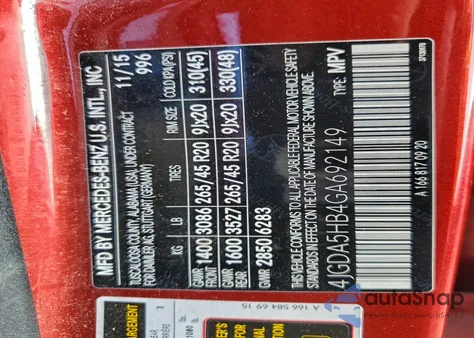 MFD BY MERCEDES-BENZ U.S. INTL., INC
TUSCALOOSA COUNTY, ALABAMA (USA), UNDER CONTRACT
FOR DAIMLER AG, STUTTGART (GERMANY)
11/15
996
KG LB TIRES RIM SIZE COLD KPA(PSI)
GAWR FRONT 1400 3086 265/45 R20 9jx20 310(45)
GAWR REAR 1600 3527 265/45 R20 9jx20 330(48)
GVWR 2850 6283
THIS VEHICLE CONFORMS TO ALL APPLICABLE FEDERAL MOTOR VEHICLE SAFETY
STANDARDS IN EFFECT ON THE DATE OF MANUFACTURE SHOWN ABOVE.
4JGDA5HB4GA692149 TYPE: MPV
A 166 817 09 20
A 166 584 69 15
autoSnap